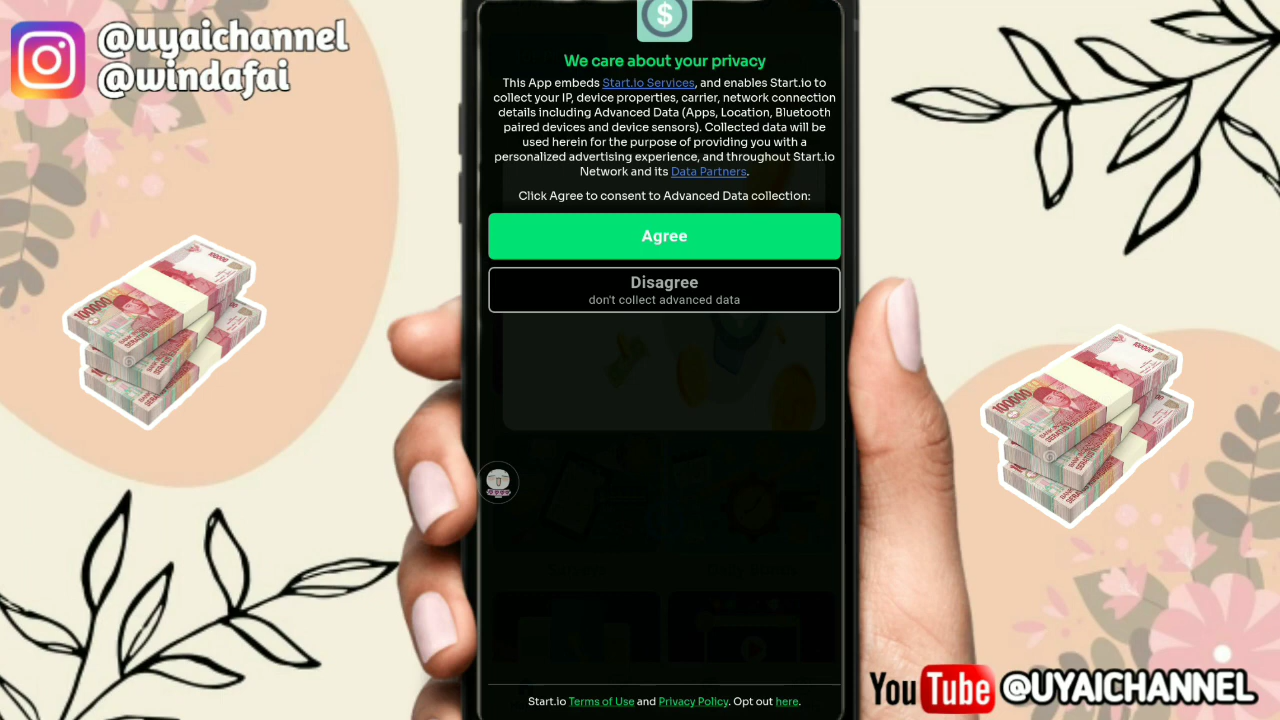 @uyaichannel
@windafai
$
We care about your privacy
This App embeds Start.io Services, and enables Start.io to
collect your IP, device properties, carrier, network connection
details including Advanced Data (Apps, Location, Bluetooth
paired devices and device sensors). Collected data will be
used herein for the purpose of providing you with a
personalized advertising experience, and throughout Start.io
Network and its Data Partners.
Click Agree to consent to Advanced Data collection:
Agree
Disagree
don't collect advanced data
100000
100000
100000
100000
Start.io Terms of Use and Privacy Policy. Opt out here.
YouTube @UYAICHANNEL